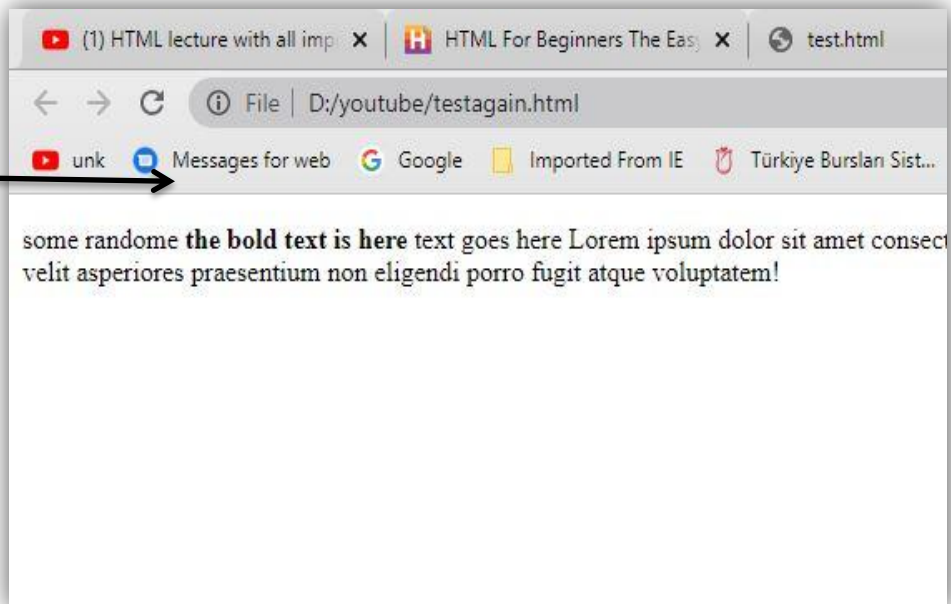 (1) HTML lecture with all imp
HTML For Beginners The Eas
test.html
File | D:/youtube/testagain.html
unk
Messages for web
Google
Imported From IE
Türkiye Bursları Sist...
some randome the bold text is here text goes here Lorem ipsum dolor sit amet consect
velit asperiores praesentium non eligendi porro fugit atque voluptatem!